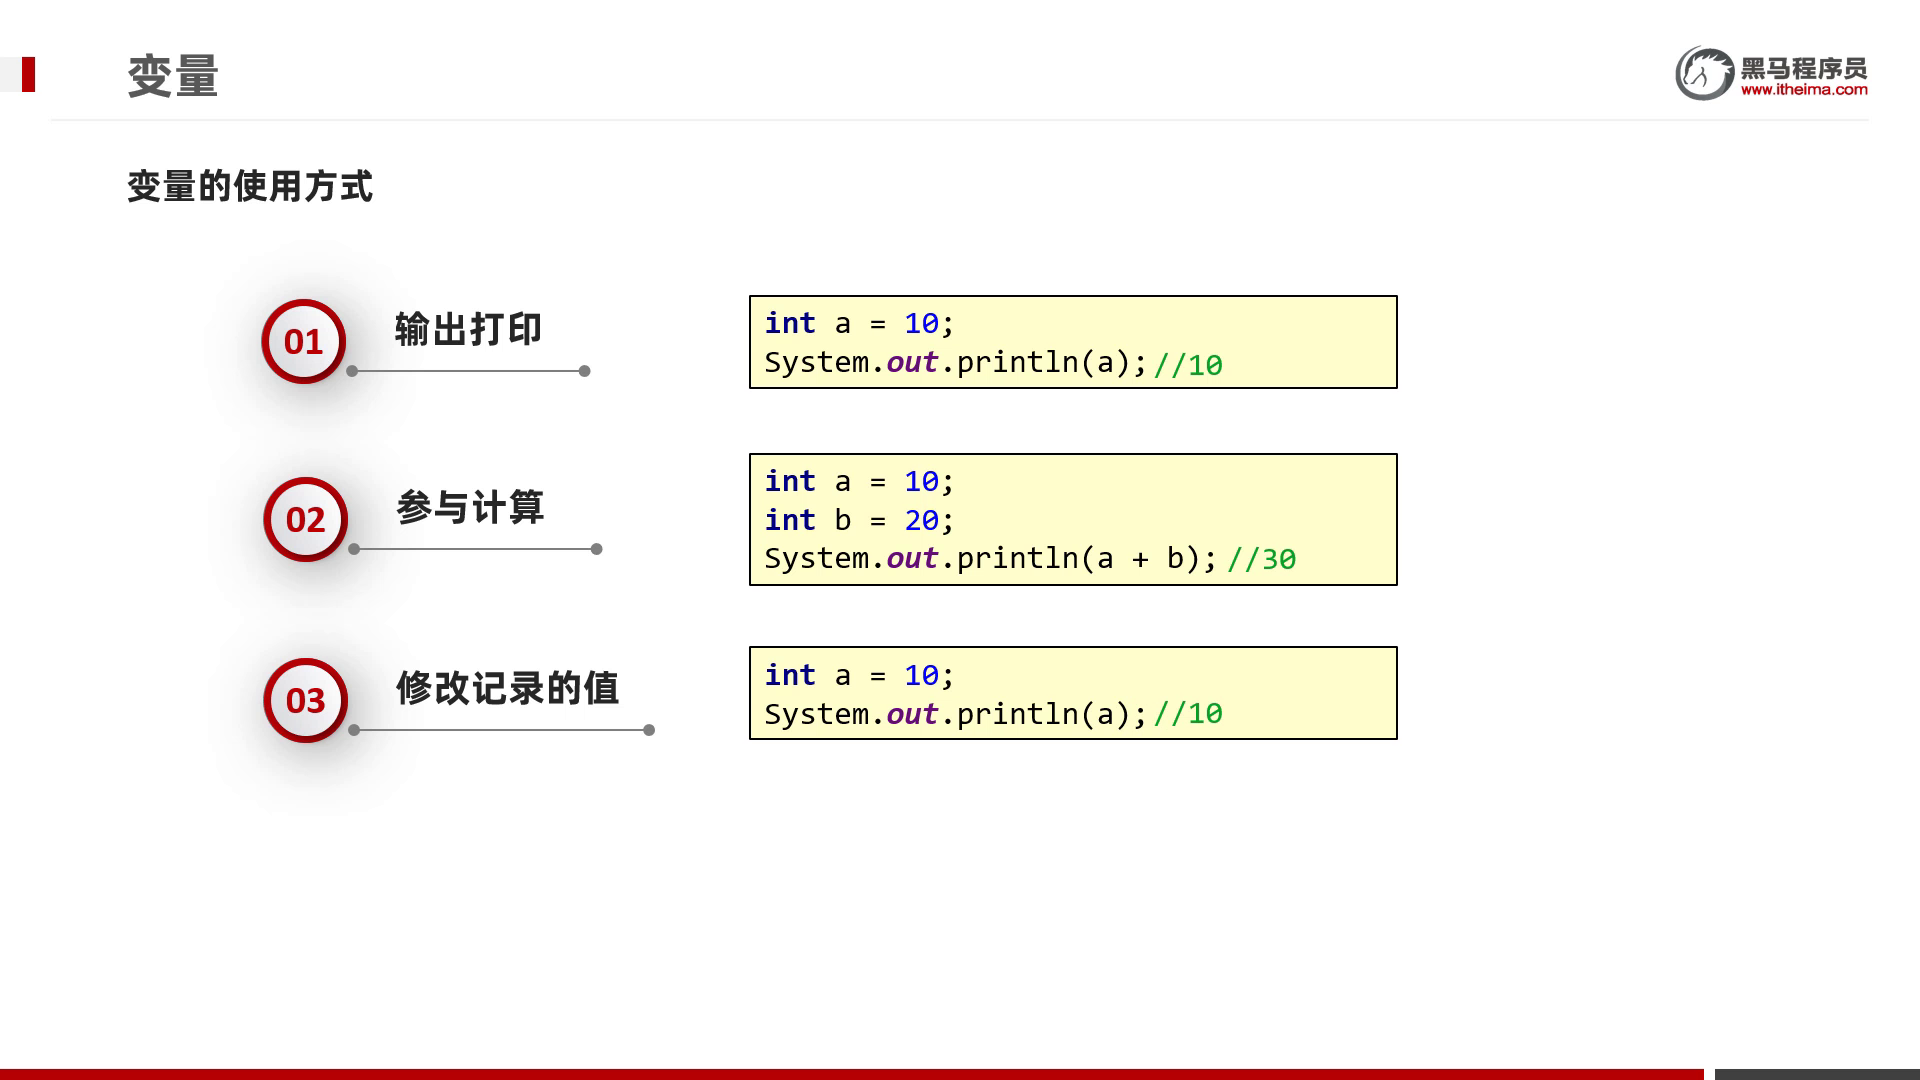 变量
黑马程序员
www.itheima.com
变量的使用方式
01
输出打印
int a = 10;
System.out.println(a); //10
02
参与计算
int a = 10;
int b = 20;
System.out.println(a + b); //30
03
修改记录的值
int a = 10;
System.out.println(a); //10